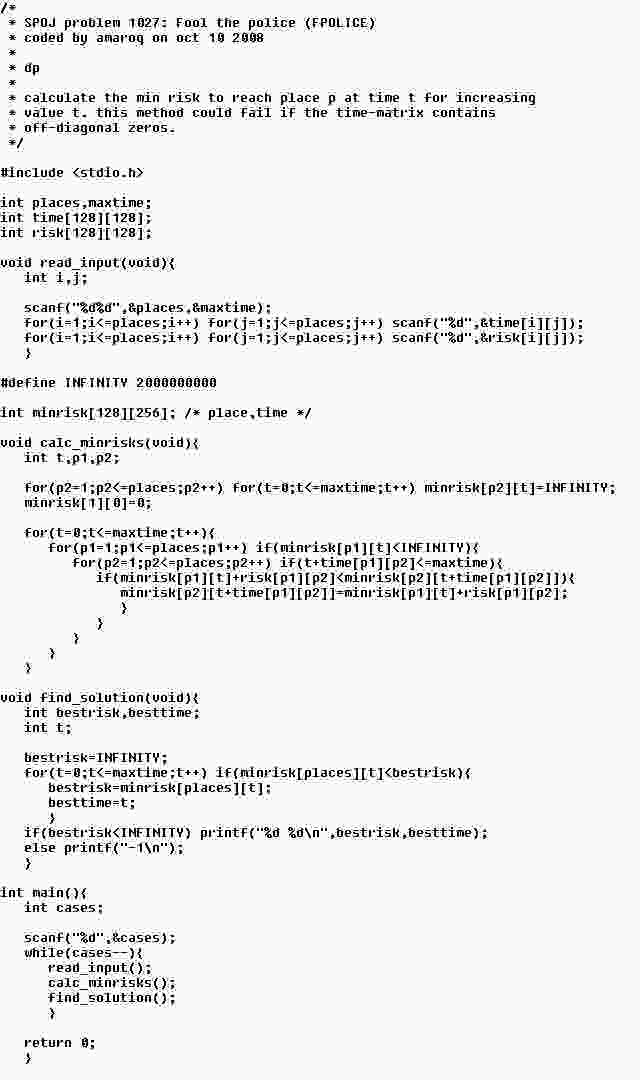 /*
 * SPOJ problem 1027: Fool the police (FPOLICE)
 * coded by amaroq on oct 10 2008
 *
 * dp
 *
 * calculate the min risk to reach place p at time t for increasing
 * value t. this method could fail if the time-matrix contains
 * off-diagonal zeros.
 */

#include <stdio.h>

int places,maxtime;
int time[128][128];
int risk[128][128];

void read_input(void){
   int i,j;

   scanf("%d%d",&places,&maxtime);
   for(i=1;i<=places;i++) for(j=1;j<=places;j++) scanf("%d",&time[i][j]);
   for(i=1;i<=places;i++) for(j=1;j<=places;j++) scanf("%d",&risk[i][j]);
   }

#define INFINITY 2000000000

int minrisk[128][256]; /* place,time */

void calc_minrisks(void){
   int t,p1,p2;

   for(p2=1;p2<=places;p2++) for(t=0;t<=maxtime;t++) minrisk[p2][t]=INFINITY;
   minrisk[1][0]=0;

   for(t=0;t<=maxtime;t++){
      for(p1=1;p1<=places;p1++) if(minrisk[p1][t]<INFINITY){
         for(p2=1;p2<=places;p2++) if(t+time[p1][p2]<=maxtime){
            if(minrisk[p1][t]+risk[p1][p2]<minrisk[p2][t+time[p1][p2]]){
               minrisk[p2][t+time[p1][p2]]=minrisk[p1][t]+risk[p1][p2];
               }
            }
         }
      }
   }

void find_solution(void){
   int bestrisk,besttime;
   int t;

   bestrisk=INFINITY;
   for(t=0;t<=maxtime;t++) if(minrisk[places][t]<bestrisk){
      bestrisk=minrisk[places][t];
      besttime=t;
      }
   if(bestrisk<INFINITY) printf("%d %d\n",bestrisk,besttime);
   else printf("-1\n");
   }

int main(){
   int cases;

   scanf("%d",&cases);
   while(cases--){
      read_input();
      calc_minrisks();
      find_solution();
      }

   return 0;
   }